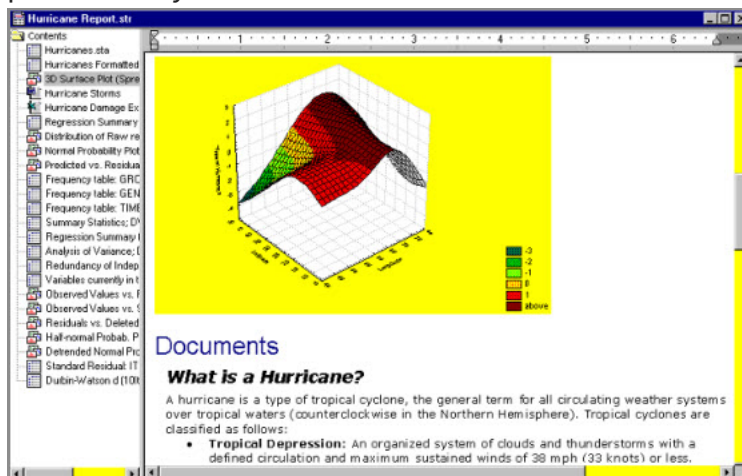 Hurricane Report.str
Contents
Hurricanes.sta
Hurricanes Formatted
3D Surface Plot (Spre
Hurricane Storms
Hurricane Damage Ex
Regression Summary
Distribution of Raw re
Normal Probability Plot
Predicted vs. Residua
Frequency table: GRO
Frequency table: GEN
Frequency table: TIME
Summary Statistics; DV
Regression Summary
Analysis of Variance; D
Redundancy of Indep
Variables currently in t
Observed Values vs. F
Observed Values vs. S
Residuals vs. Deleted
Half-normal Probab. P
Detrended Normal Pro
Standard Residual: IT
Durbin-Watson d (10It
1 2 3 4 5 6
Longitude
-3
-2
-1
0
1
above
Documents
What is a Hurricane?
A hurricane is a type of tropical cyclone, the general term for all circulating weather systems
over tropical waters (counterclockwise in the Northern Hemisphere). Tropical cyclones are
classified as follows:
• Tropical Depression: An organized system of clouds and thunderstorms with a
defined circulation and maximum sustained winds of 38 mph (33 knots) or less.